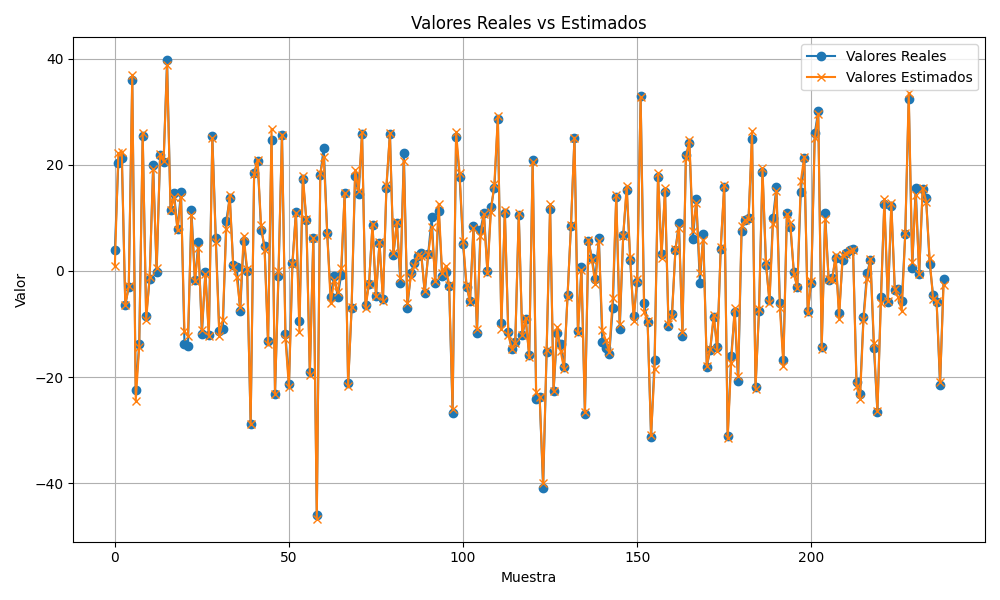 Valores Reales vs Estimados
Valores Reales
Valores Estimados
40
20
0
−20
−40
Valor
0
50
100
150
200
Muestra